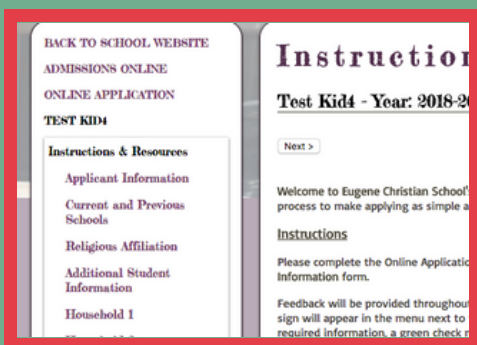 BACK TO SCHOOL WEBSITE
ADMISSIONS ONLINE
ONLINE APPLICATION
TEST KID4
Instructions & Resources
Applicant Information
Current and Previous
Schools
Religious Affiliation
Additional Student
Information
Household 1
Instruction
Test Kid4 - Year: 2018-20
Next >
Welcome to Eugene Christian School'
process to make applying as simple a
Instructions
Please complete the Online Applicatio
Information form.
Feedback will be provided throughout
sign will appear in the menu next to
required information, a green check